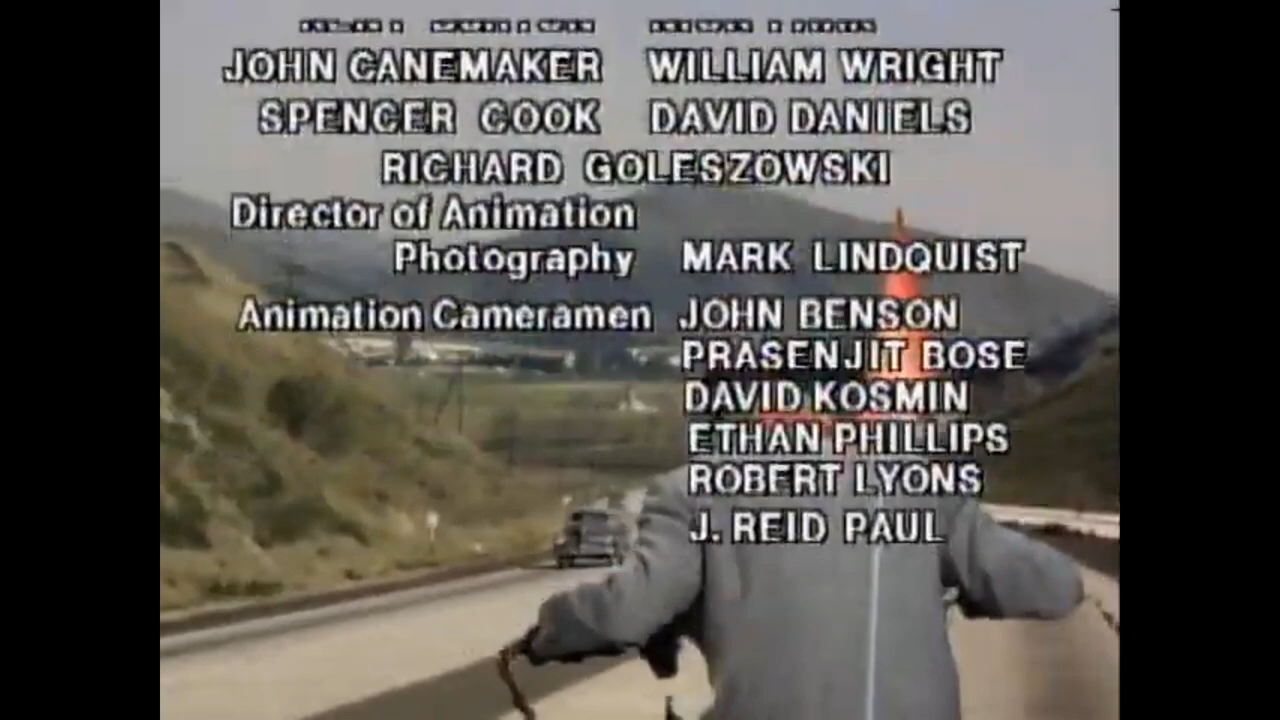 JOHN CANEMAKER WILLIAM WRIGHT
SPENCER COOK DAVID DANIELS
RICHARD GOLESZOWSKI
Director of Animation
Photography MARK LINDQUIST
Animation Cameramen JOHN BENSON
PRASENJIT BOSE
DAVID KOSMIN
ETHAN PHILLIPS
ROBERT LYONS
J. REID PAUL